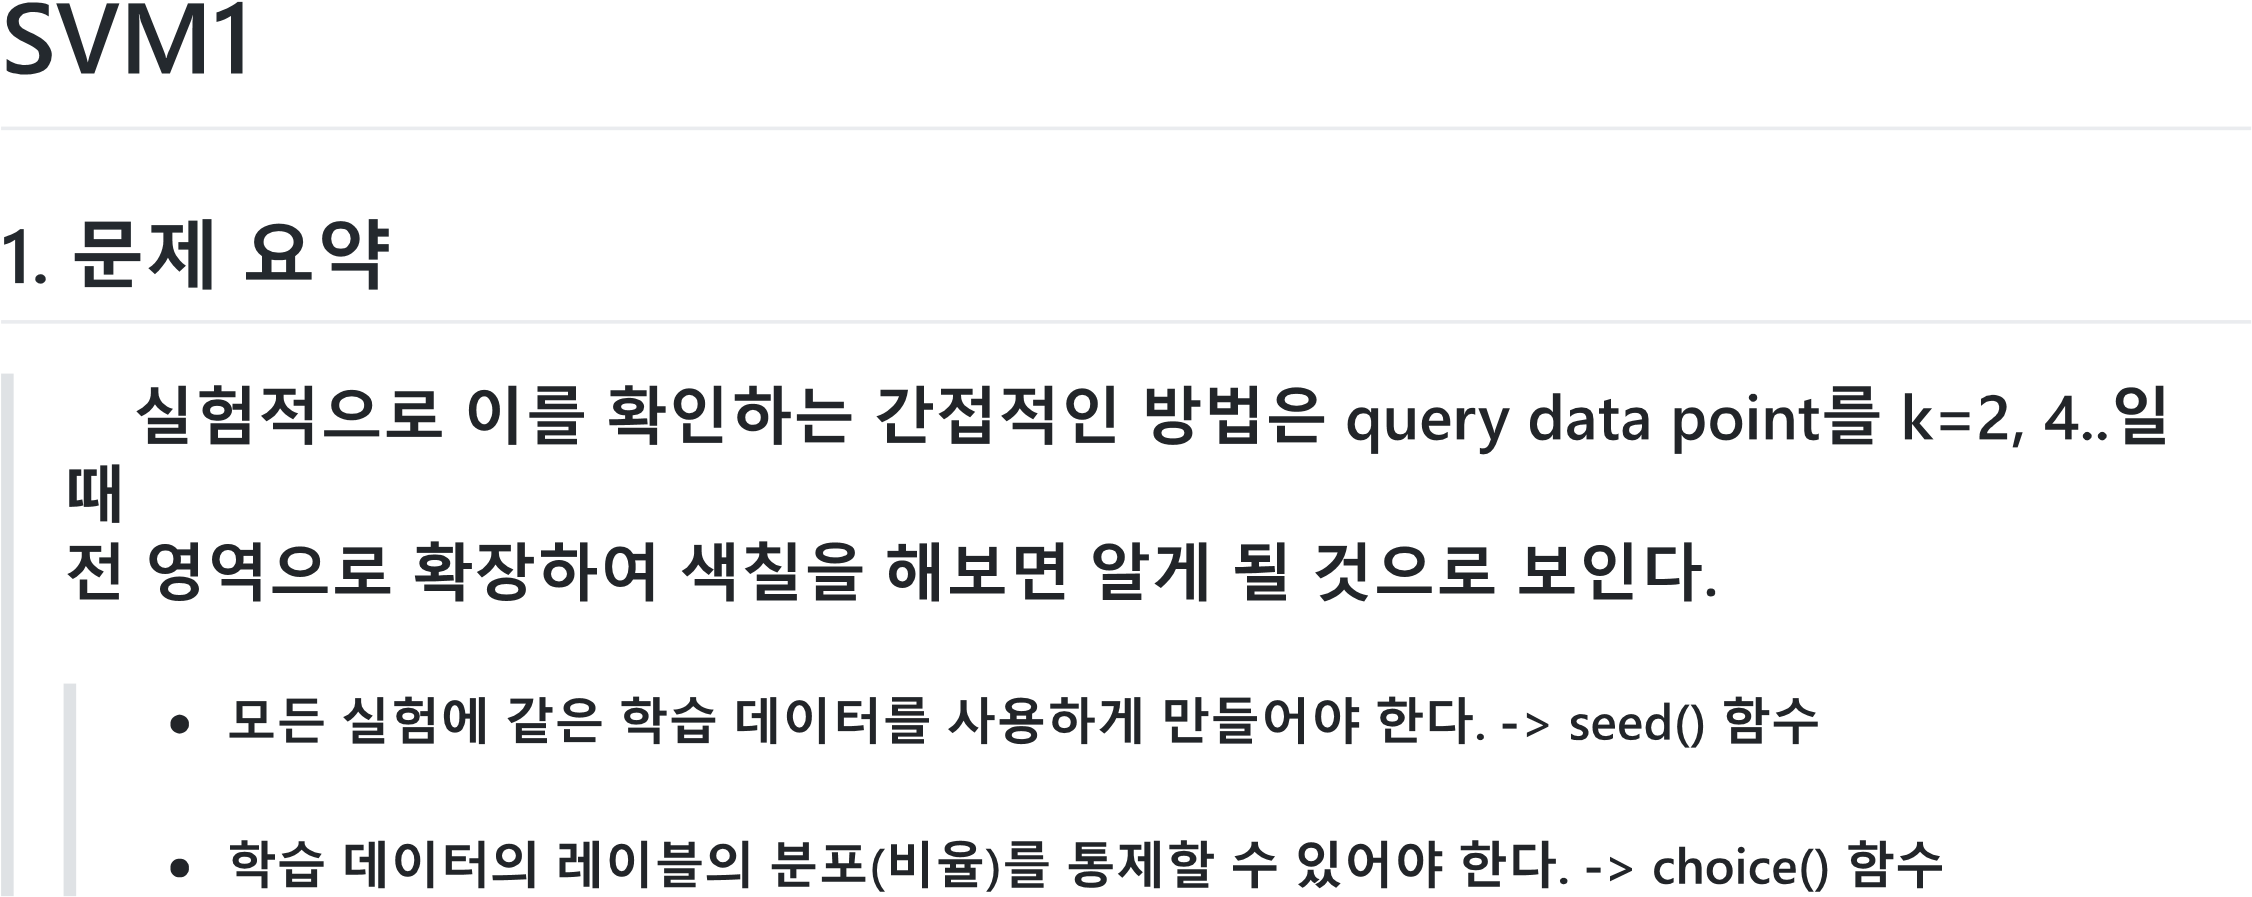 SVM1
1. 문제 요약
실험적으로 이를 확인하는 간접적인 방법은 query data point를 k=2, 4..일
때
전 영역으로 확장하여 색칠을 해보면 알게 될 것으로 보인다.
• 모든 실험에 같은 학습 데이터를 사용하게 만들어야 한다. -> seed() 함수
• 학습 데이터의 레이블의 분포(비율)를 통제할 수 있어야 한다. -> choice() 함수